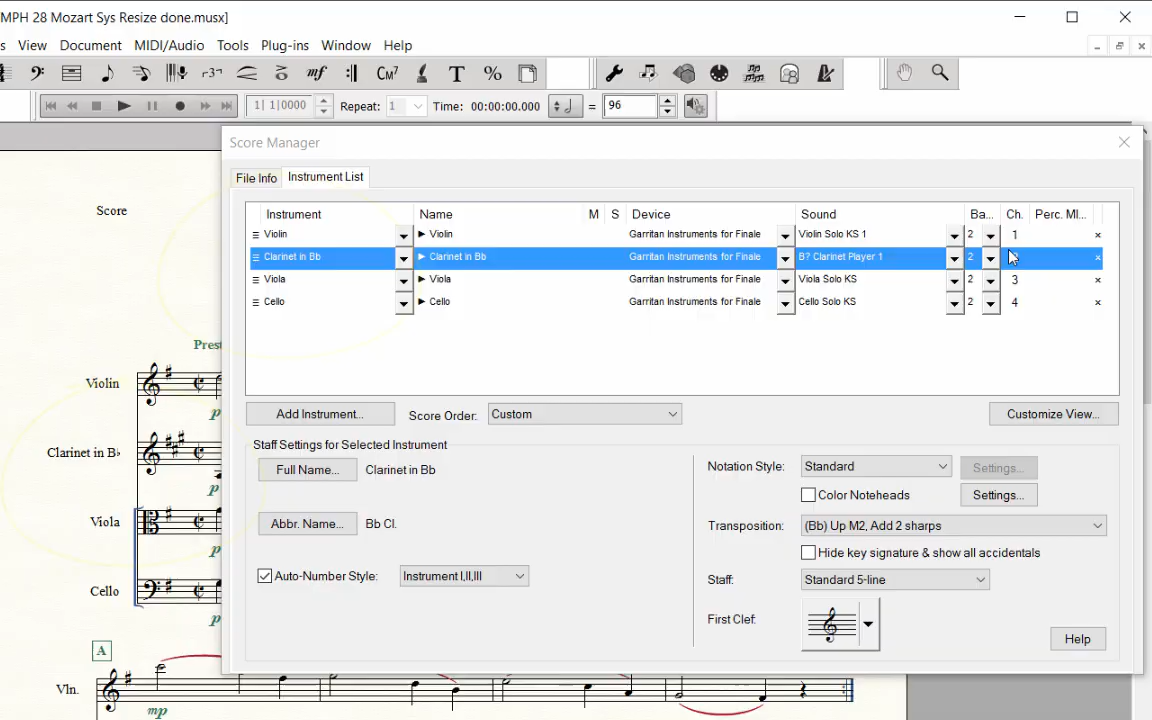 MPH 28 Mozart Sys Resize done.musx]
s View Document MIDI/Audio Tools Plug-ins Window Help
mf CM7 T %
1| 1|0000 Repeat: 1 Time: 00:00:00.000 = 96
Score Manager
File Info Instrument List
Instrument Name M S Device Sound Ba... Ch. Perc. MI...
Violin Violin Garritan Instruments for Finale Violin Solo KS 1 2 1
Clarinet in Bb Clarinet in Bb Garritan Instruments for Finale B? Clarinet Player 1 2
Viola Viola Garritan Instruments for Finale Viola Solo KS 2 3
Cello Cello Garritan Instruments for Finale Cello Solo KS 2 4
Add Instrument... Score Order: Custom Customize View...
Staff Settings for Selected Instrument
Full Name... Clarinet in Bb
Abbr. Name... Bb Cl.
Auto-Number Style: Instrument I,II,III
Notation Style: Standard Settings...
Color Noteheads Settings...
Transposition: (Bb) Up M2, Add 2 sharps
Hide key signature & show all accidentals
Staff: Standard 5-line
First Clef:
Help
Score
Prest
Violin
p
Clarinet in B♭
p
Viola
p
Cello
p
A
Vln.
mp